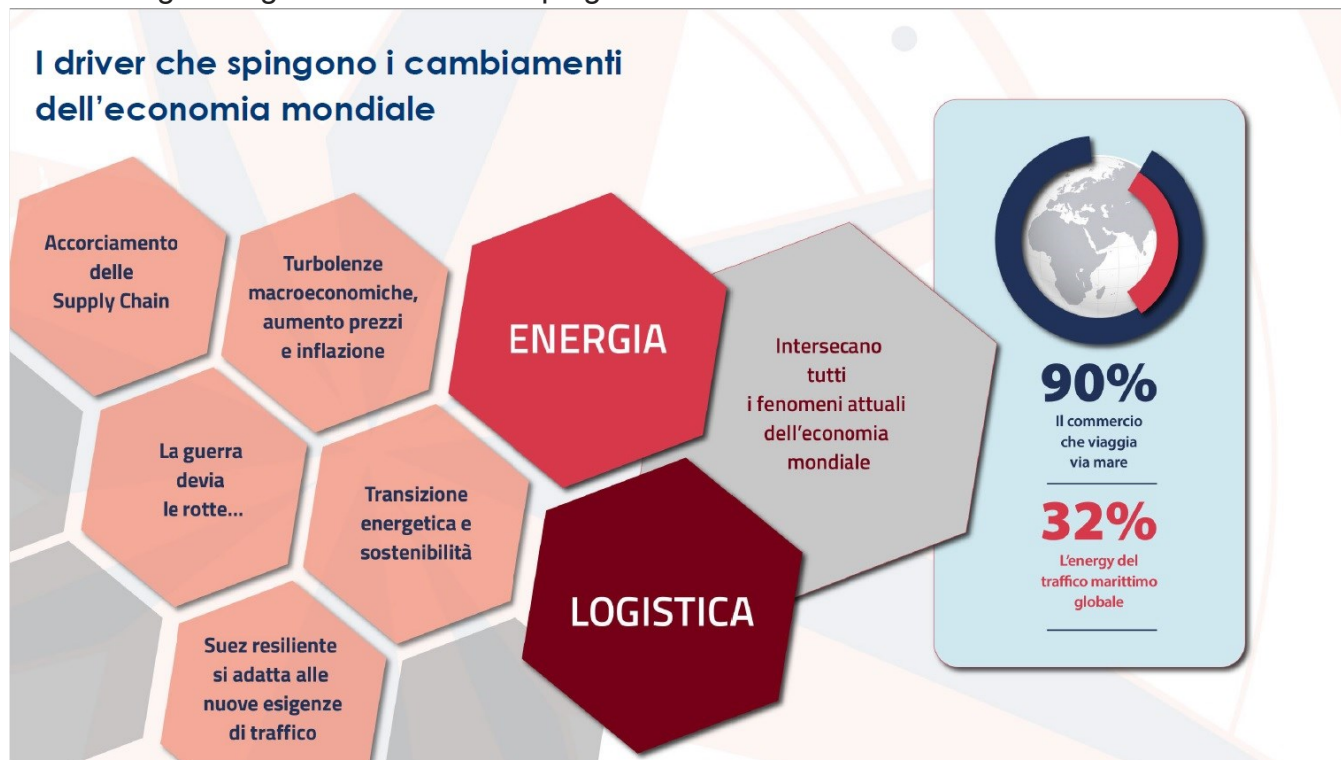 I driver che spingono i cambiamenti
dell'economia mondiale
Accorciamento
delle
Supply Chain
Turbolenze
macroeconomiche,
aumento prezzi
e inflazione
ENERGIA
Intersecano
tutti
i fenomeni attuali
dell'economia
mondiale
La guerra
devia
le rotte...
Transizione
energetica e
sostenibilità
LOGISTICA
Suez resiliente
si adatta alle
nuove esigenze
di traffico
90%
Il commercio
che viaggia
via mare
32%
L'energy del
traffico marittimo
globale